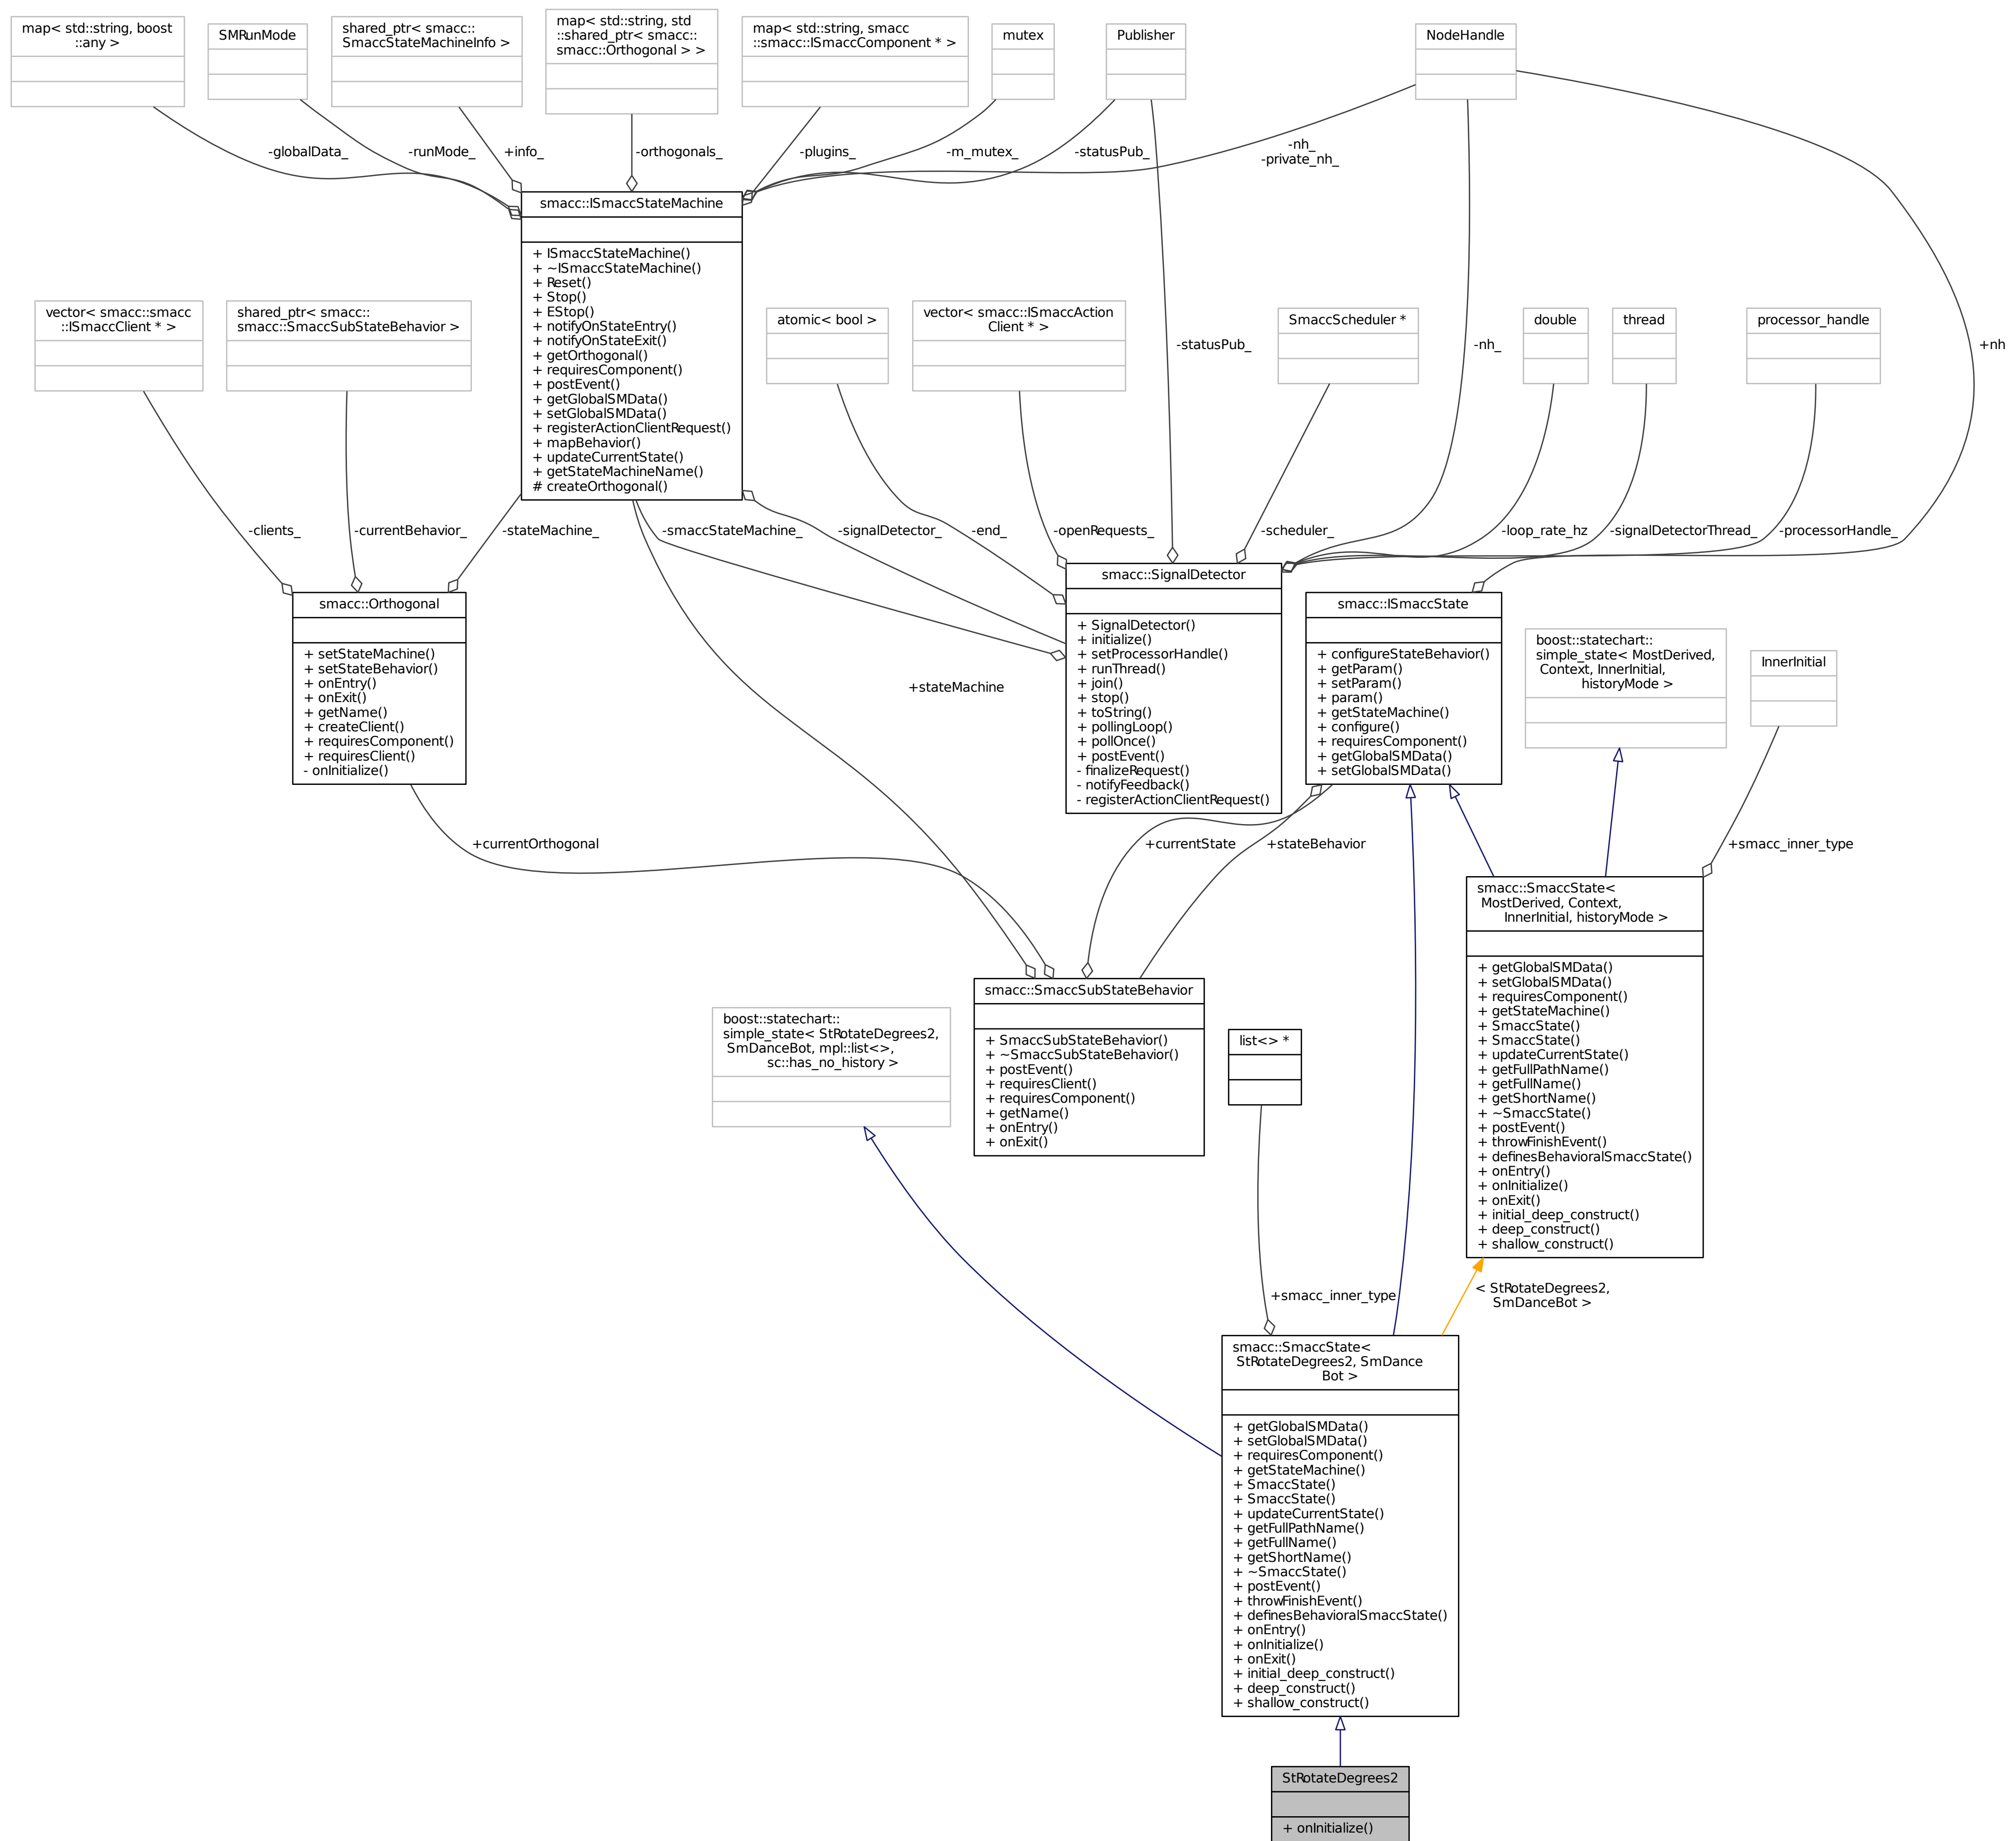 map< std::string, boost
::any >
SMRunMode
shared_ptr< smacc::
SmaccStateMachineInfo >
map< std::string, std
::shared_ptr< smacc::
smacc::Orthogonal > >
map< std::string, smacc
::smacc::ISmaccComponent * >
mutex
Publisher
NodeHandle
-globalData_
-runMode_
+info_
-orthogonals_
-plugins_
-m_mutex_
-statusPub_
-nh_
-private_nh_
smacc::ISmaccStateMachine
+ ISmaccStateMachine()
+ ~ISmaccStateMachine()
+ Reset()
+ Stop()
+ EStop()
+ notifyOnStateEntry()
+ notifyOnStateExit()
+ getOrthogonal()
+ requiresComponent()
+ postEvent()
+ getGlobalSMData()
+ setGlobalSMData()
+ registerActionClientRequest()
+ mapBehavior()
+ updateCurrentState()
+ getStateMachineName()
# createOrthogonal()
vector< smacc::smacc
::ISmaccClient * >
shared_ptr< smacc::
smacc::SmaccSubStateBehavior >
atomic< bool >
vector< smacc::ISmaccAction
Client * >
SmaccScheduler *
double
thread
processor_handle
-statusPub_
-nh_
+nh
-clients_
-currentBehavior_
-stateMachine_
-smaccStateMachine_
-signalDetector_
-end_
-openRequests_
-scheduler_
-loop_rate_hz
-signalDetectorThread_
-processorHandle_
smacc::Orthogonal
+ setStateMachine()
+ setStateBehavior()
+ onEntry()
+ onExit()
+ getName()
+ createClient()
+ requiresComponent()
+ requiresClient()
- onInitialize()
smacc::SignalDetector
+ SignalDetector()
+ initialize()
+ setProcessorHandle()
+ runThread()
+ join()
+ stop()
+ toString()
+ pollingLoop()
+ pollOnce()
+ postEvent()
- finalizeRequest()
- notifyFeedback()
- registerActionClientRequest()
smacc::ISmaccState
+ configureStateBehavior()
+ getParam()
+ setParam()
+ param()
+ getStateMachine()
+ configure()
+ requiresComponent()
+ getGlobalSMData()
+ setGlobalSMData()
boost::statechart::
simple_state< MostDerived,
Context, InnerInitial,
historyMode >
InnerInitial
+stateMachine
+currentOrthogonal
+currentState
+stateBehavior
+smacc_inner_type
smacc::SmaccState<
MostDerived, Context,
InnerInitial, historyMode >
+ getGlobalSMData()
+ setGlobalSMData()
+ requiresComponent()
+ getStateMachine()
+ SmaccState()
+ SmaccState()
+ updateCurrentState()
+ getFullPathName()
+ getFullName()
+ getShortName()
+ ~SmaccState()
+ postEvent()
+ throwFinishEvent()
+ definesBehavioralSmaccState()
+ onEntry()
+ onInitialize()
+ onExit()
+ initial_deep_construct()
+ deep_construct()
+ shallow_construct()
smacc::SmaccSubStateBehavior
+ SmaccSubStateBehavior()
+ ~SmaccSubStateBehavior()
+ postEvent()
+ requiresClient()
+ requiresComponent()
+ getName()
+ onEntry()
+ onExit()
boost::statechart::
simple_state< StRotateDegrees2,
SmDanceBot, mpl::list<>,
sc::has_no_history >
list<> *
+smacc_inner_type
< StRotateDegrees2,
SmDanceBot >
smacc::SmaccState<
StRotateDegrees2, SmDance
Bot >
+ getGlobalSMData()
+ setGlobalSMData()
+ requiresComponent()
+ getStateMachine()
+ SmaccState()
+ SmaccState()
+ updateCurrentState()
+ getFullPathName()
+ getFullName()
+ getShortName()
+ ~SmaccState()
+ postEvent()
+ throwFinishEvent()
+ definesBehavioralSmaccState()
+ onEntry()
+ onInitialize()
+ onExit()
+ initial_deep_construct()
+ deep_construct()
+ shallow_construct()
StRotateDegrees2
+ onInitialize()